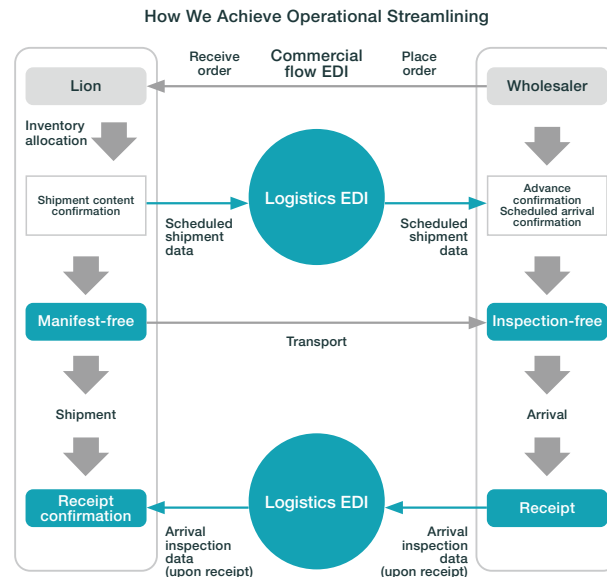 How We Achieve Operational Streamlining
Receive
order
Commercial
flow EDI
Place
order
Lion
Wholesaler
Inventory
allocation
Shipment content
confirmation
Logistics EDI
Advance
confirmation
Scheduled arrival
confirmation
Scheduled
shipment
data
Scheduled
shipment
data
Manifest-free
Inspection-free
Transport
Shipment
Arrival
Receipt
confirmation
Logistics EDI
Receipt
Arrival
inspection
data
(upon receipt)
Arrival
inspection
data
(upon receipt)